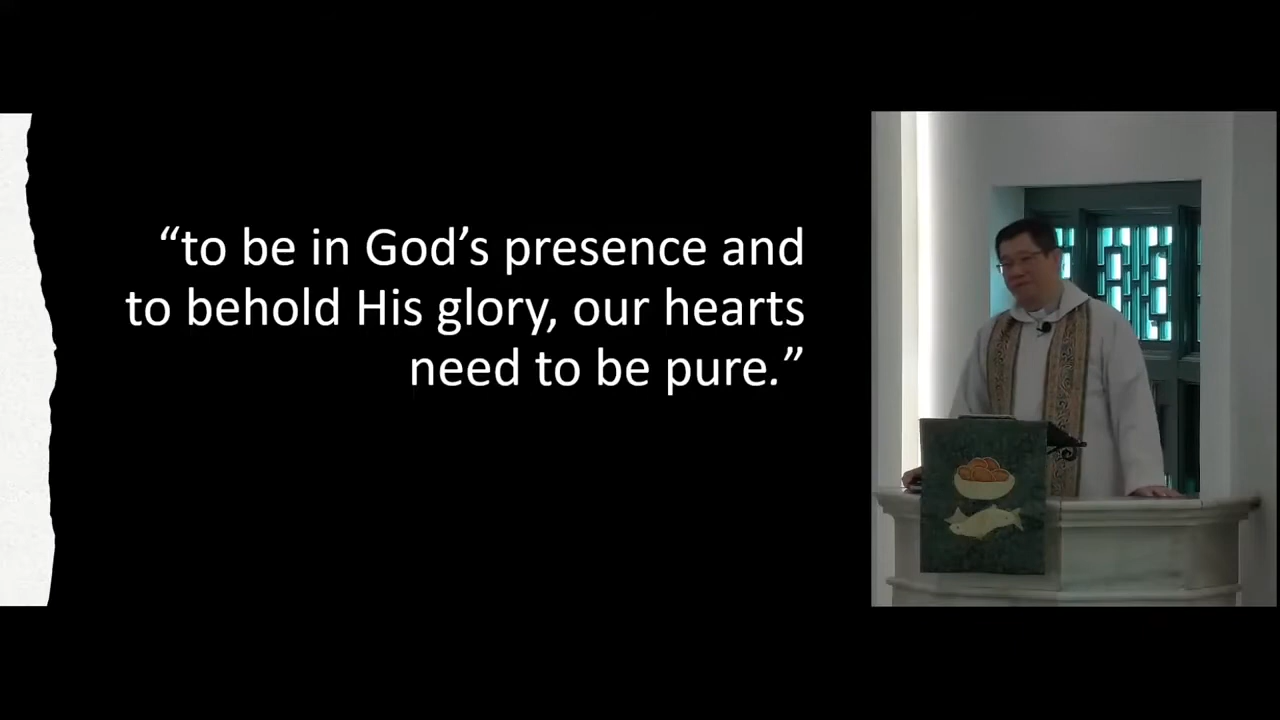 “to be in God’s presence and
to behold His glory, our hearts
need to be pure.”